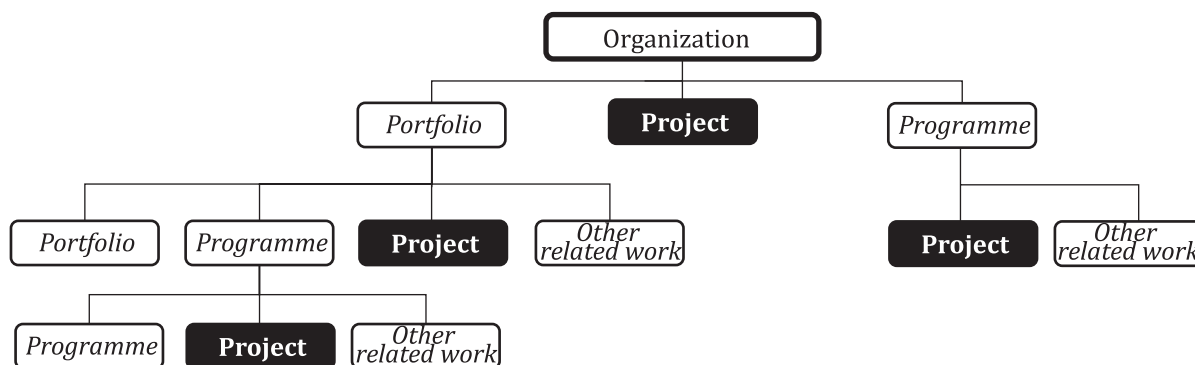 Organization
Portfolio
Project
Programme
Portfolio
Programme
Project
Other
related work
Project
Other
related work
Programme
Project
Other
related work